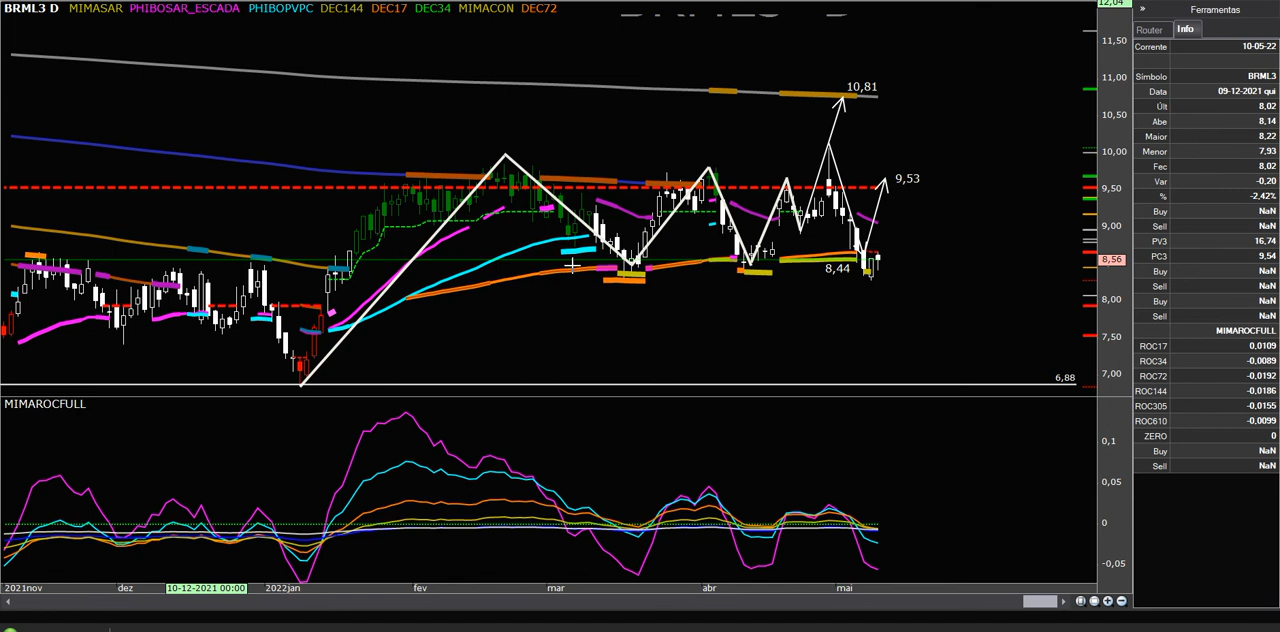 BRML3 D MIMASAR PHIBOSAR_ESCADA PHIBOPVPC DEC144 DEC17 DEC34 MIMACON DEC72
12,04
11,50
11,00
10,50
10,00
9,50
9,00
8,56
8,00
7,50
7,00
10,81
9,53
8,44
6,88
MIMAROCFULL
0,1
0,05
0
-0,05
2021nov dez 10-12-2021 00:00 2022jan fev mar abr mai
» Ferramentas
Router Info
Corrente 10-05-22
Símbolo BRML3
Data 09-12-2021 qui
Últ 8,02
Abe 8,14
Maior 8,22
Menor 7,93
Fec 8,02
Var -0,20
% -2,42%
Buy NaN
Sell NaN
PV3 16,74
PC3 9,54
Buy NaN
Sell NaN
Buy NaN
Sell NaN
MIMAROCFULL
ROC17 0,0109
ROC34 -0,0089
ROC72 -0,0192
ROC144 -0,0186
ROC305 -0,0155
ROC610 -0,0099
ZERO 0
Buy NaN
Sell NaN